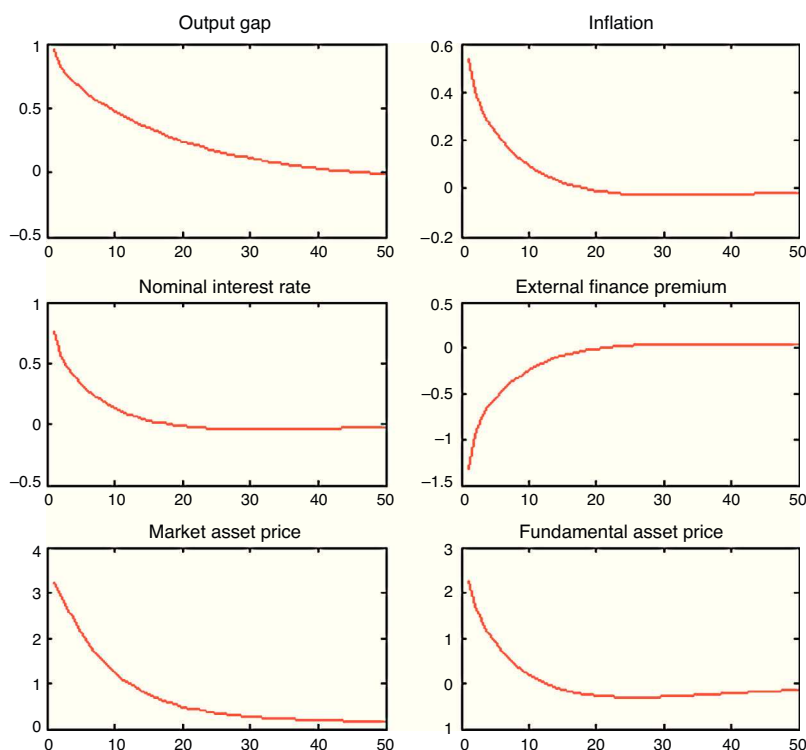 Output gap
1
0.5
0
–0.5
0 10 20 30 40 50
Inflation
0.6
0.4
0.2
0
–0.2
0 10 20 30 40 50
Nominal interest rate
1
0.5
0
–0.5
0 10 20 30 40 50
External finance premium
0.5
0
–0.5
–1
–1.5
0 10 20 30 40 50
Market asset price
4
3
2
1
0
0 10 20 30 40 50
Fundamental asset price
3
2
1
0
1
0 10 20 30 40 50